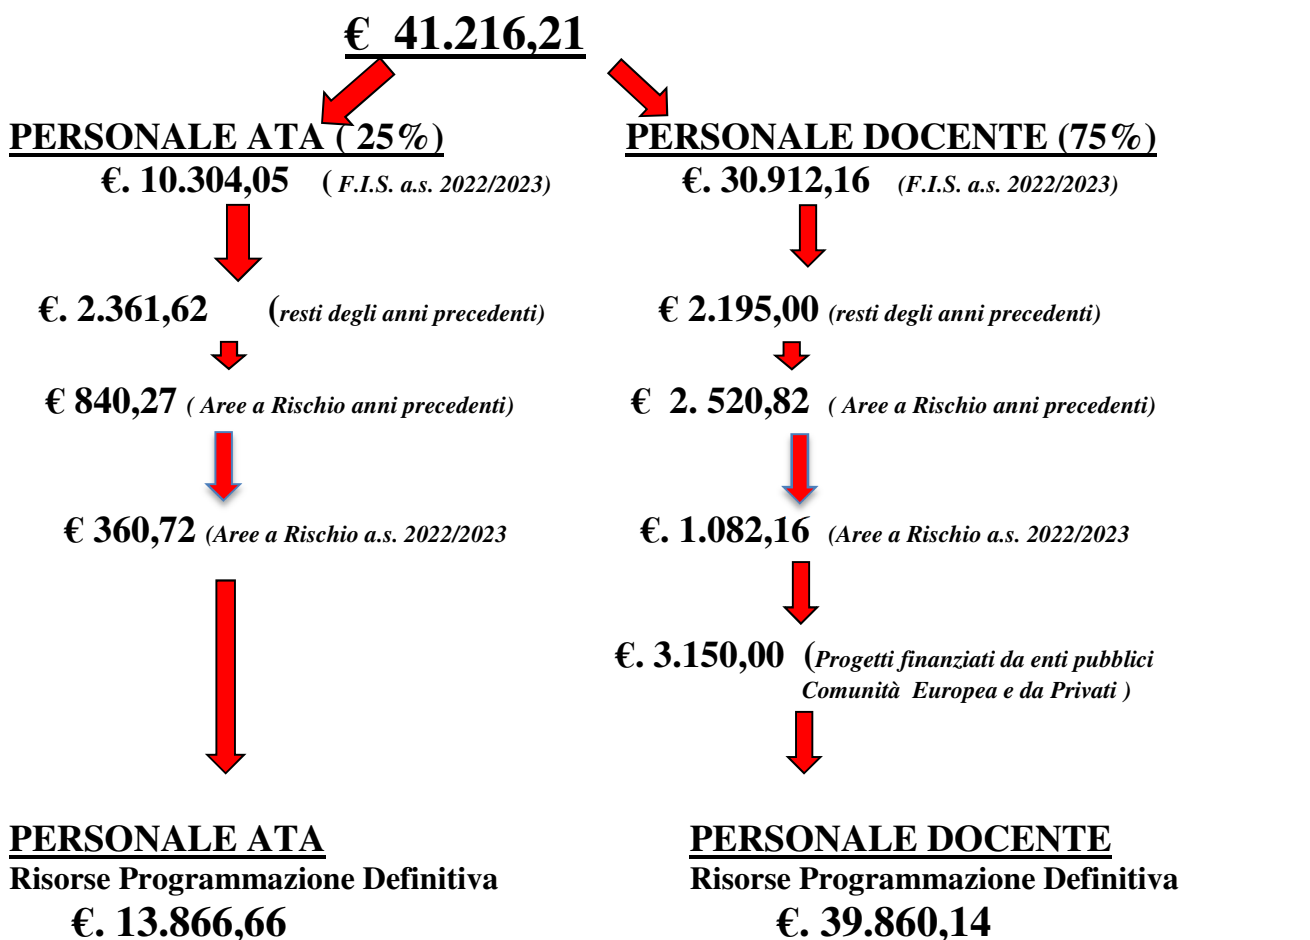 € 41.216,21
PERSONALE ATA ( 25%)
€. 10.304,05 ( F.I.S. a.s. 2022/2023)
€. 2.361,62 (resti degli anni precedenti)
€ 840,27 ( Aree a Rischio anni precedenti)
€ 360,72 (Aree a Rischio a.s. 2022/2023
PERSONALE ATA
Risorse Programmazione Definitiva
€. 13.866,66
PERSONALE DOCENTE (75%)
€. 30.912,16 (F.I.S. a.s. 2022/2023)
€ 2.195,00 (resti degli anni precedenti)
€ 2. 520,82 ( Aree a Rischio anni precedenti)
€. 1.082,16 (Aree a Rischio a.s. 2022/2023
€. 3.150,00 (Progetti finanziati da enti pubblici
Comunità Europea e da Privati )
PERSONALE DOCENTE
Risorse Programmazione Definitiva
€. 39.860,14